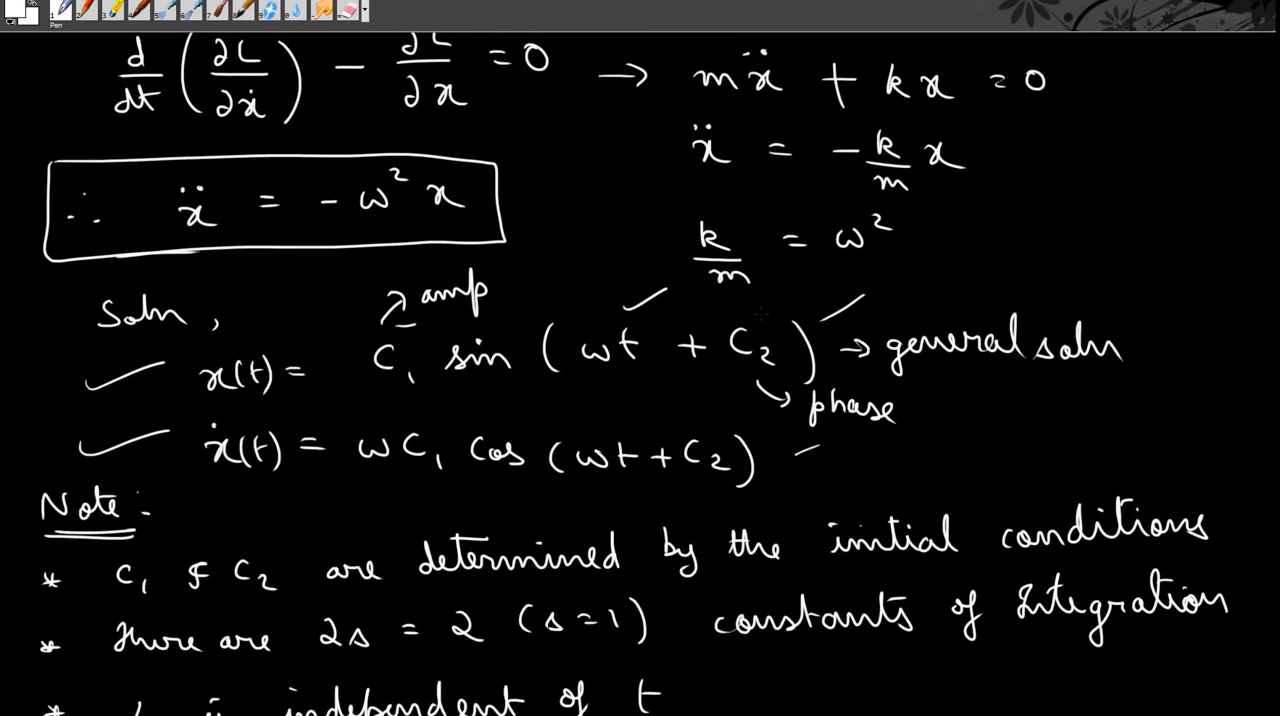 d/dt (∂L/∂ẋ) − ∂L/∂x = 0 → mẍ + kx = 0
ẍ = − k/m x
∴ ẍ = − ω² x
k/m = ω²
Soln,
amp
x(t) = C₁ sin (ωt + C₂) → general soln
phase
ẋ(t) = ωC₁ cos (ωt + C₂)
Note :
* C₁ & C₂ are determined by the initial conditions
* There are 2s = 2 (s = 1) constants of Integration
* L is independent of t
Pen